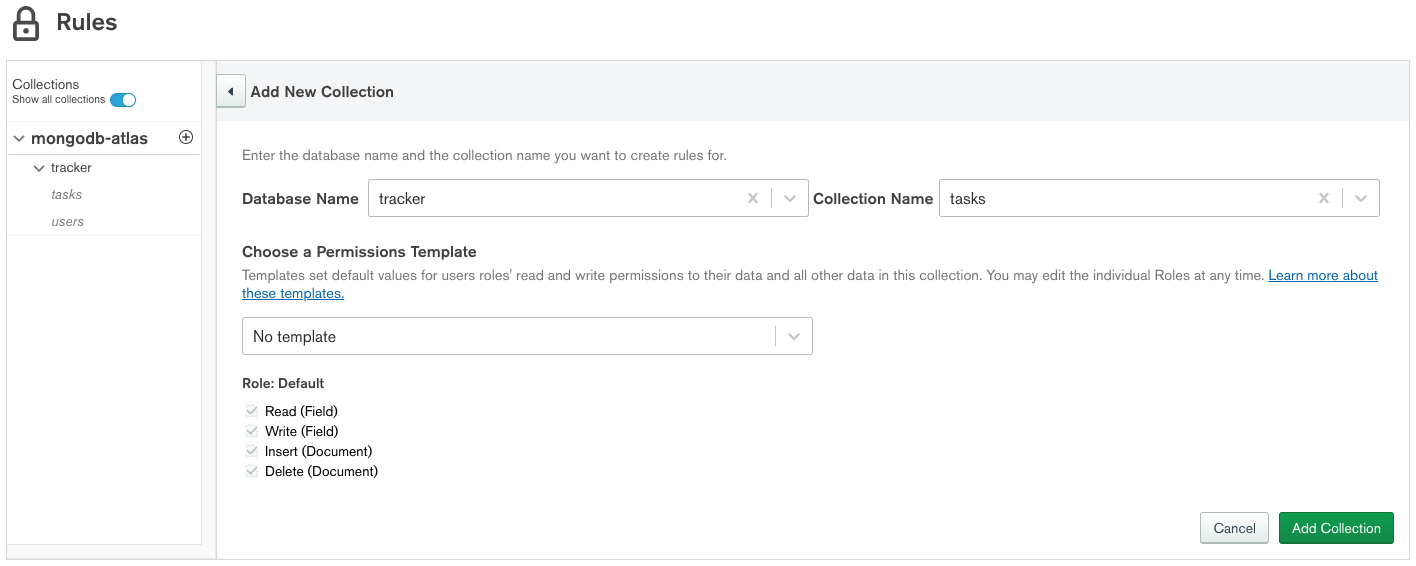 Rules
Collections
Show all collections
mongodb-atlas
tracker
tasks
users
Add New Collection
Enter the database name and the collection name you want to create rules for.
Database Name tracker Collection Name tasks
Choose a Permissions Template
Templates set default values for users roles' read and write permissions to their data and all other data in this collection. You may edit the individual Roles at any time. Learn more about
these templates.
No template
Role: Default
Read (Field)
Write (Field)
Insert (Document)
Delete (Document)
Cancel Add Collection